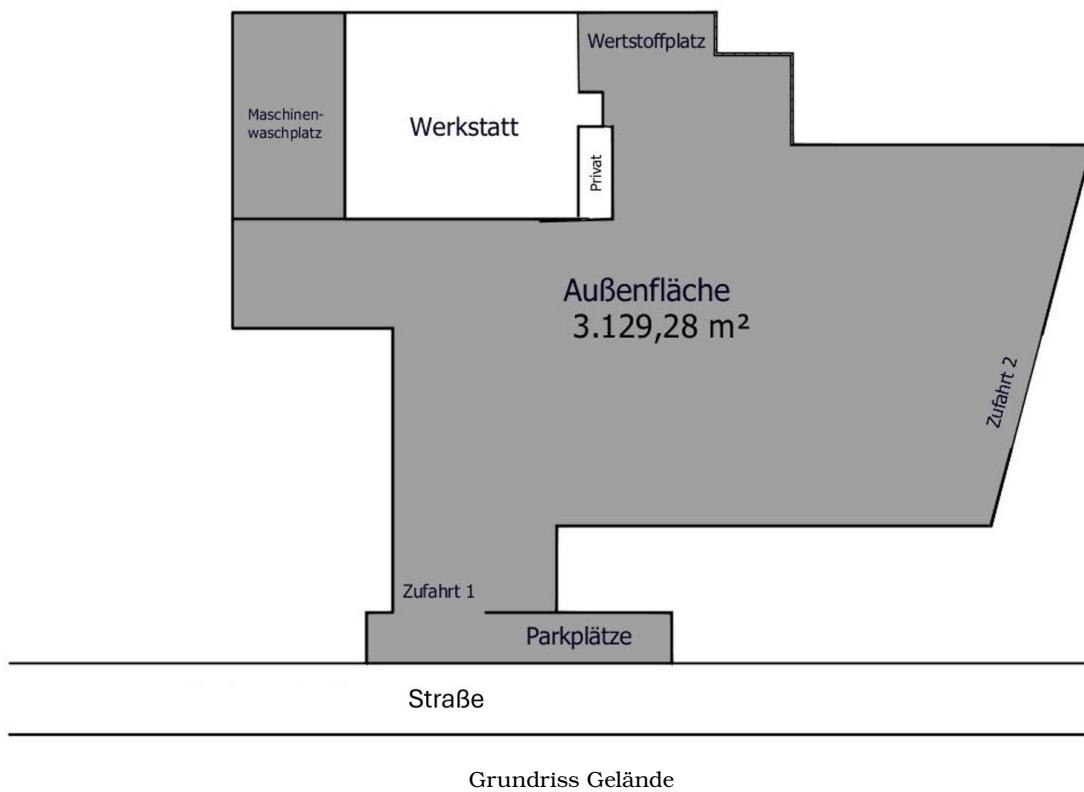 Wertstoffplatz
Maschinen-
waschplatz
Werkstatt
Privat
Außenfläche
3.129,28 m²
Zufahrt 2
Zufahrt 1
Parkplätze
Straße
Grundriss Gelände